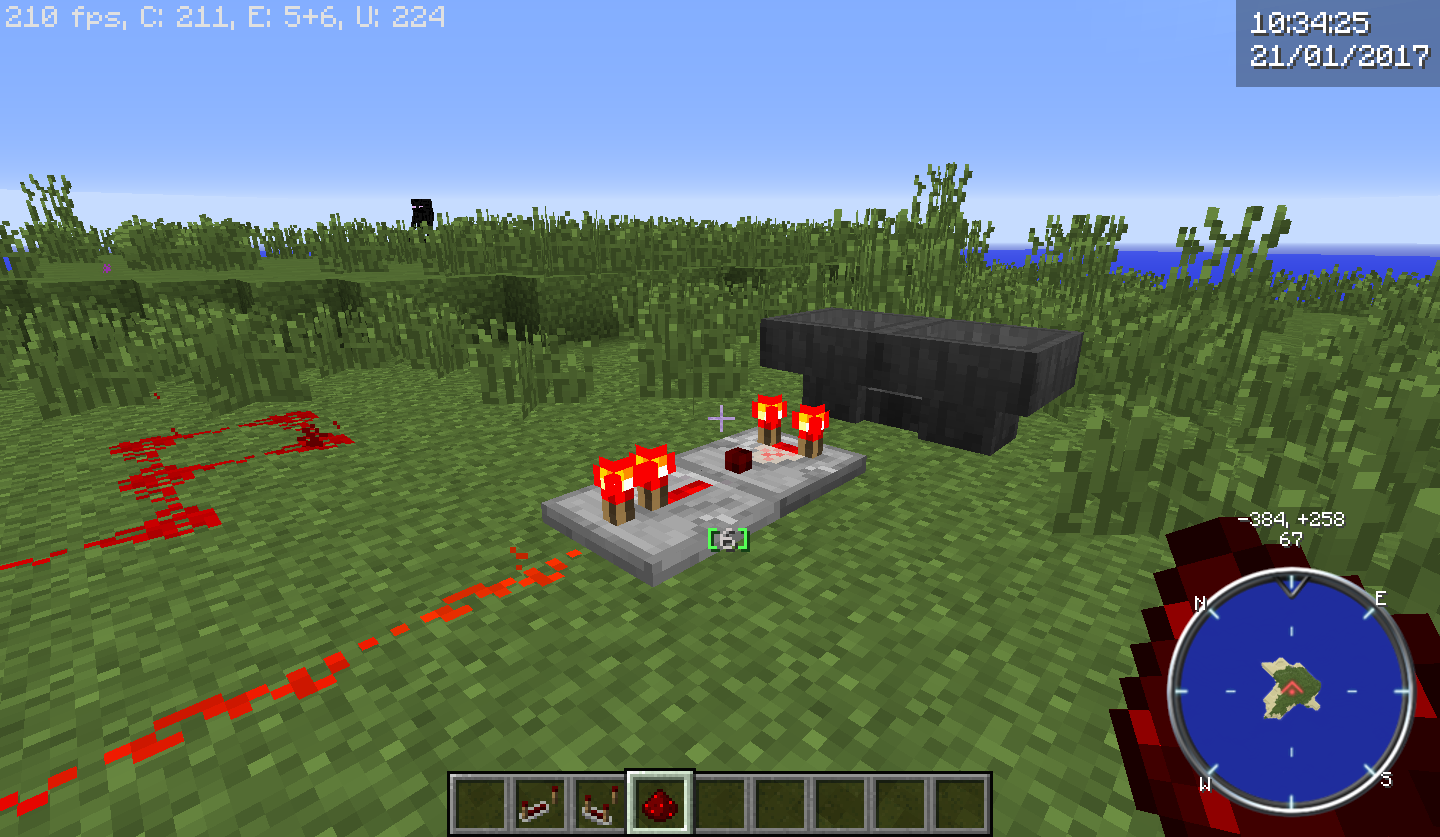 210 fps, C: 211, E: 5+6, U: 224
10:34:25
21/01/2017
[6]
-384, +258
67
N
E
W
S